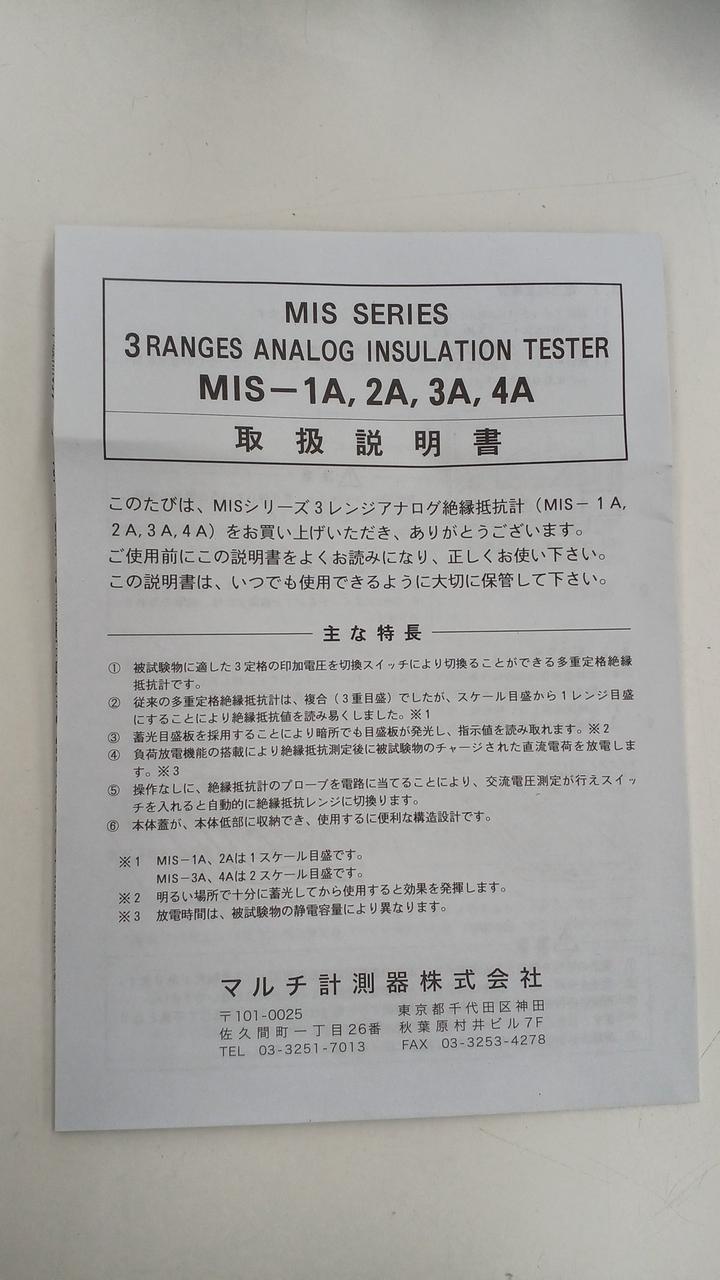 MIS SERIES
3 RANGES ANALOG INSULATION TESTER
MIS－1A, 2A, 3A, 4A
取扱説明書
このたびは、MISシリーズ3レンジアナログ絶縁抵抗計（MIS－1A,
2A,3A,4A）をお買い上げいただき、ありがとうございます。
ご使用前にこの説明書をよくお読みになり、正しくお使い下さい。
この説明書は、いつでも使用できるように大切に保管して下さい。
主な特長
① 被試験物に適した3定格の印加電圧を切換スイッチにより切換ることができる多重定格絶縁
抵抗計です。
② 従来の多重定格絶縁抵抗計は、複合（3重目盛）でしたが、スケール目盛から1レンジ目盛
にすることにより絶縁抵抗値を読み易くしました。※1
③ 蓄光目盛板を採用することにより暗所でも目盛板が発光し、指示値を読み取れます。※2
④ 負荷放電機能の搭載により絶縁抵抗測定後に被試験物のチャージされた直流電荷を放電しま
す。※3
⑤ 操作なしに、絶縁抵抗計のプローブを電路に当てることにより、交流電圧測定が行えスイッ
チを入れると自動的に絶縁抵抗レンジに切換ります。
⑥ 本体蓋が、本体低部に収納でき、使用するに便利な構造設計です。
※1 MIS－1A、2Aは1スケール目盛です。
MIS－3A、4Aは2スケール目盛です。
※2 明るい場所で十分に蓄光してから使用すると効果を発揮します。
※3 放電時間は、被試験物の静電容量により異なります。
マルチ計測器株式会社
〒101-0025 東京都千代田区神田
佐久間町一丁目26番 秋葉原村井ビル7F
TEL 03-3251-7013 FAX 03-3253-4278